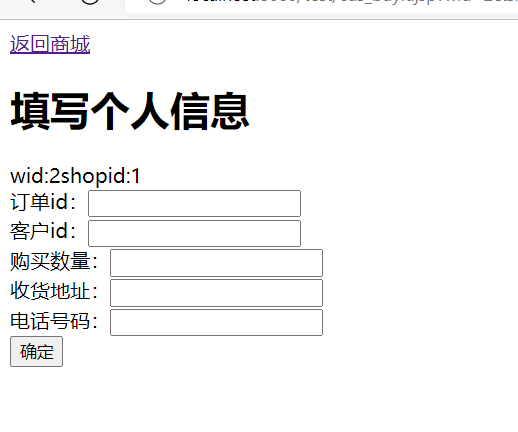 返回商城
填写个人信息
wid:2shopid:1
订单id：
客户id：
购买数量：
收货地址：
电话号码：
确定